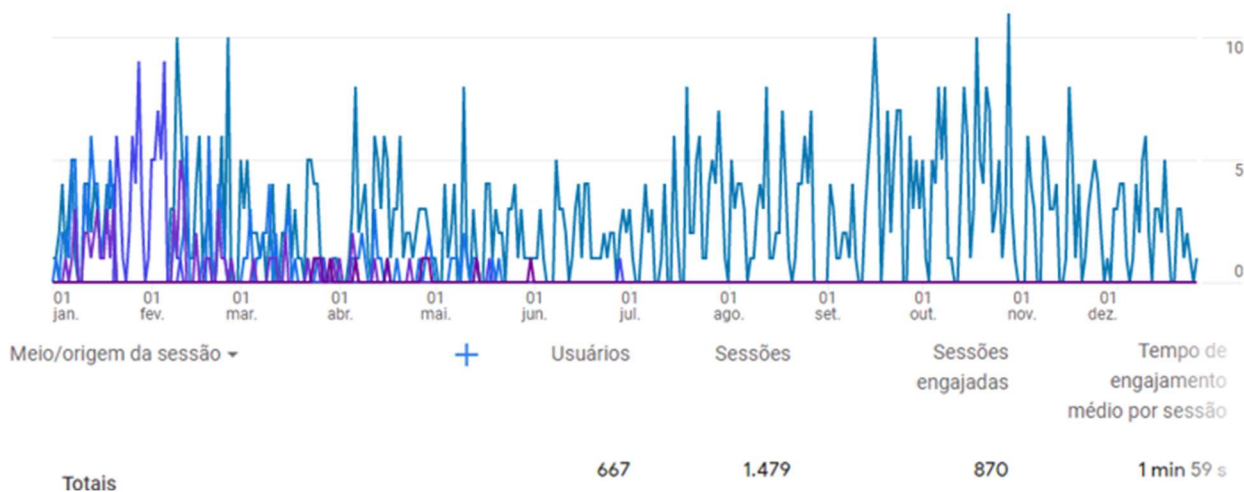 10
5
0
01 01 01 01 01 01 01 01 01 01 01 01
jan. fev. mar. abr. mai. jun. jul. ago. set. out. nov. dez.
Meio/origem da sessão + Usuários Sessões Sessões engajadas Tempo de engajamento médio por sessão
Totais 667 1.479 870 1 min 59 s